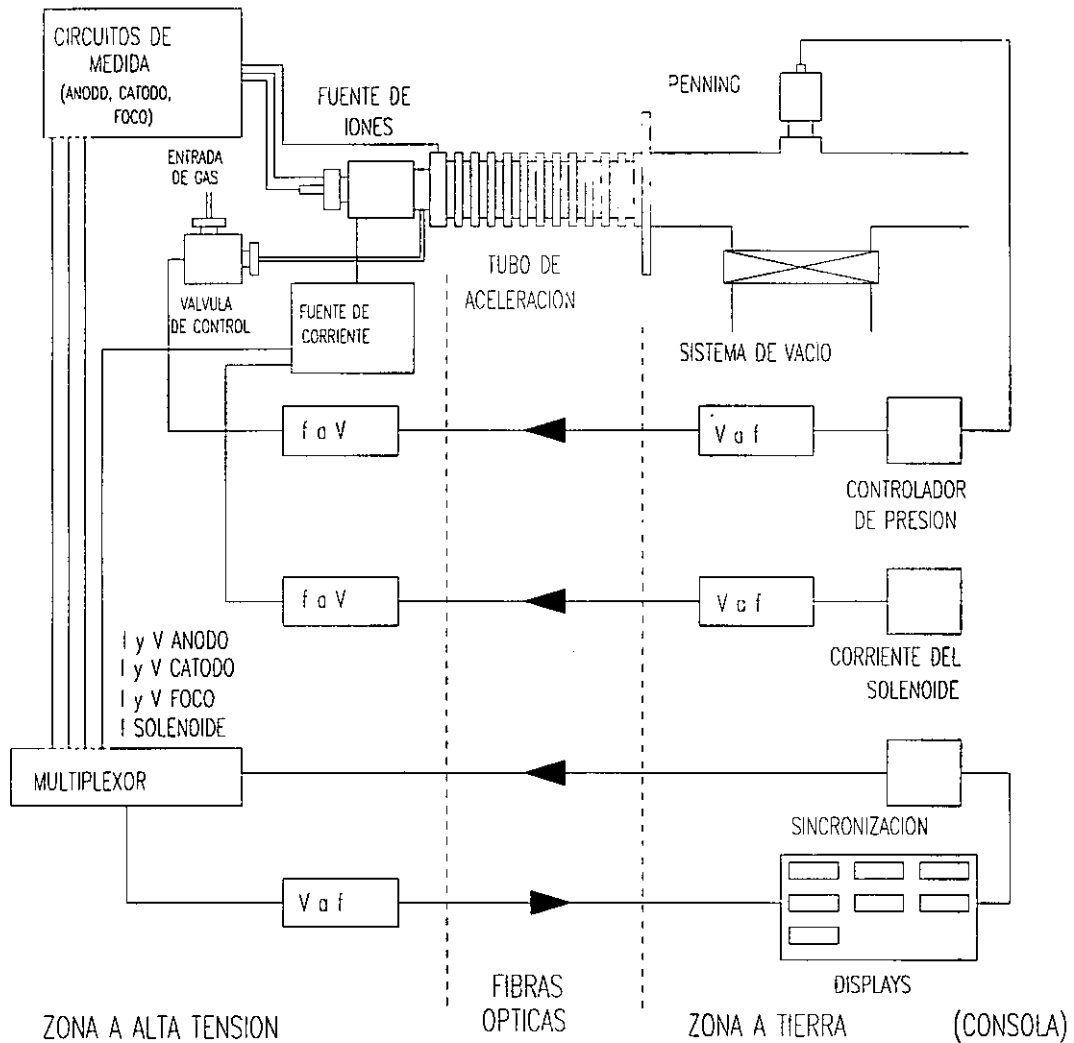 CIRCUITOS DE
MEDIDA
(ANODO, CATODO,
FOCO)
FUENTE DE
IONES
PENNING
ENTRADA
DE GAS
VALVULA
DE CONTROL
FUENTE DE
CORRIENTE
TUBO DE
ACELERACION
SISTEMA DE VACIO
f a V
V a f
CONTROLADOR
DE PRESION
f a V
V a f
CORRIENTE DEL
SOLENOIDE
I y V ANODO
I y V CATODO
I y V FOCO
I SOLENOIDE
MULTIPLEXOR
SINCRONIZACION
V a f
DISPLAYS
FIBRAS
OPTICAS
ZONA A ALTA TENSION
ZONA A TIERRA
(CONSOLA)